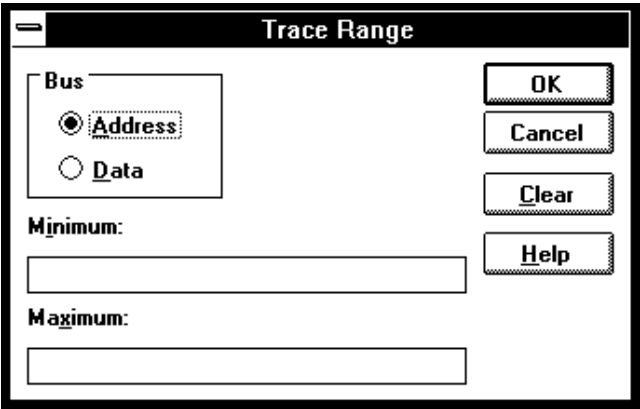 Trace Range
Bus
Address
Data
Minimum:
Maximum:
OK
Cancel
Clear
Help